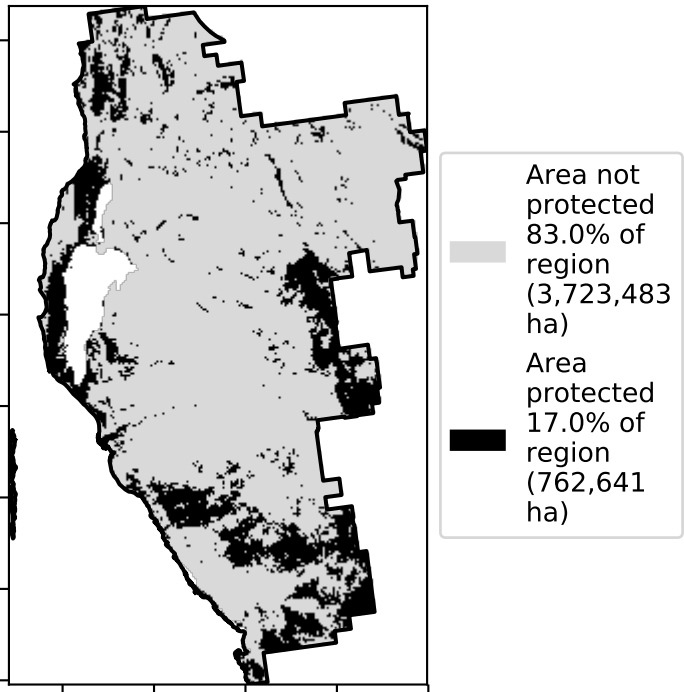 Area not
protected
83.0% of
region
(3,723,483
ha)
Area
protected
17.0% of
region
(762,641
ha)